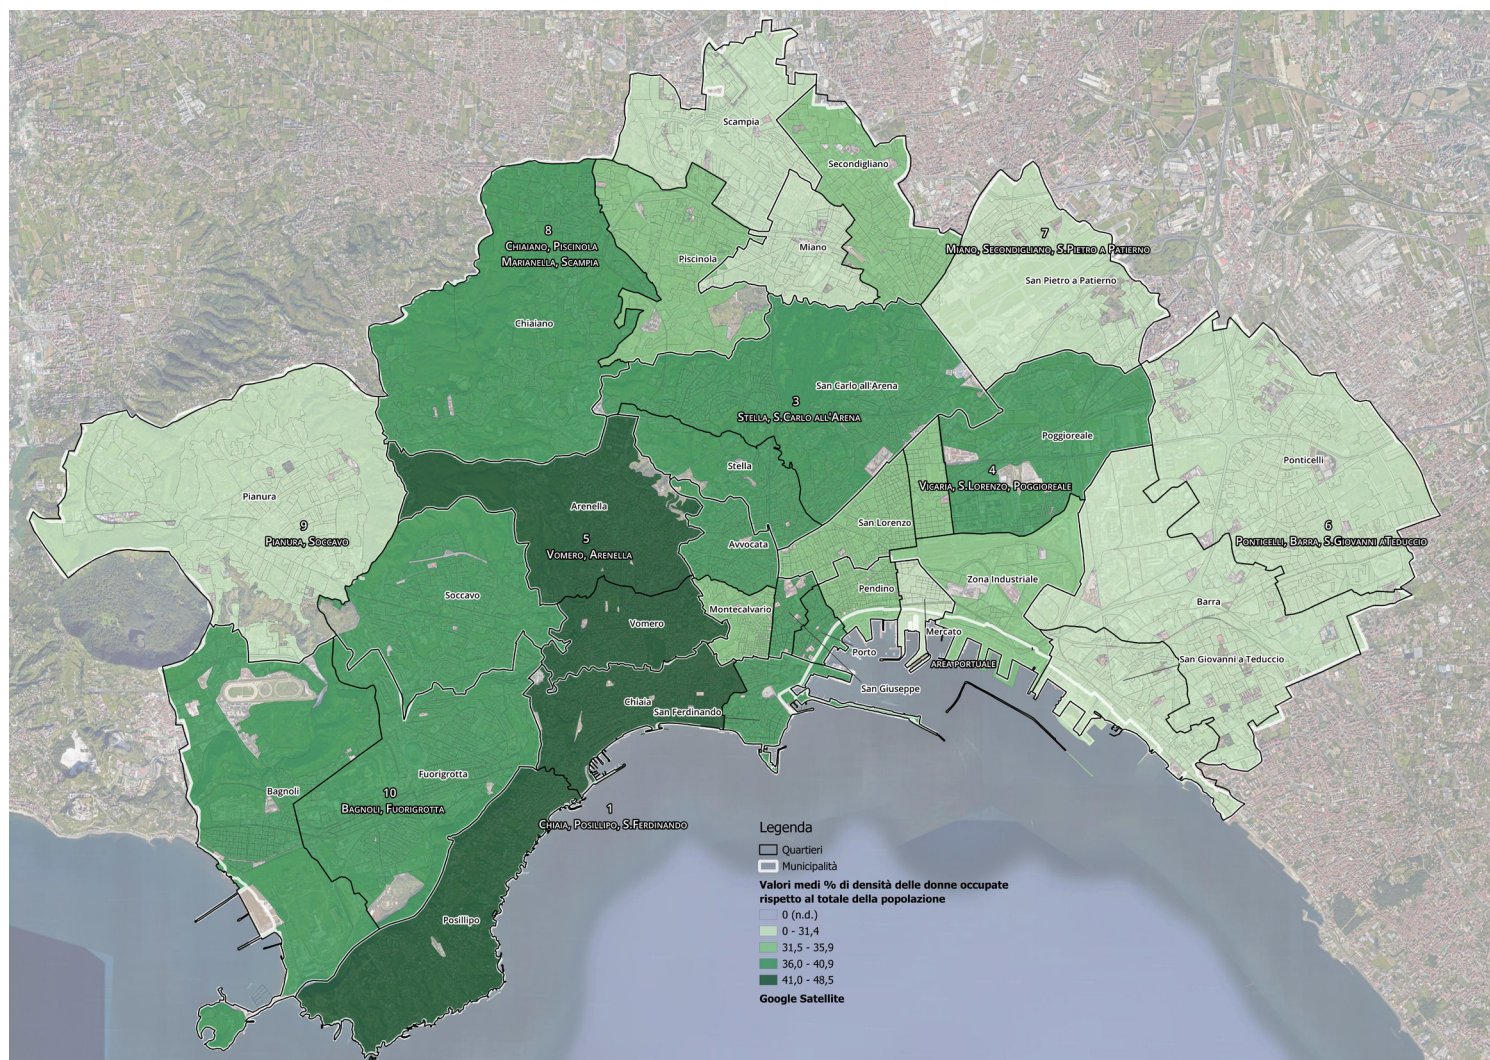 Scampia
Secondigliano
8
Chiaiano, Piscinola
Marianella, Scampia
7
Miano, Secondigliano, S.Pietro a Patierno
Miano
Piscinola
San Pietro a Patierno
Chiaiano
San Carlo all'Arena
3
Stella, S.Carlo all'Arena
Poggioreale
Stella
4
Vicaria, S.Lorenzo, Poggioreale
Ponticelli
Pianura
9
Pianura, Soccavo
Arenella
5
Vomero, Arenella
San Lorenzo
6
Ponticelli, Barra, S.Giovanni aTeduccio
Avvocata
Zona Industriale
Pendino
Soccavo
Montecalvario
Barra
Vomero
Mercato
Porto
Area Portuale
San Giovanni a Teduccio
San Giuseppe
Chiaia
San Ferdinando
Fuorigrotta
Bagnoli
10
Bagnoli, Fuorigrotta
1
Chiaia, Posillipo, S.Ferdinando
Posillipo
Legenda
Quartieri
Municipalità
Valori medi % di densità delle donne occupate
rispetto al totale della popolazione
0 (n.d.)
0 - 31,4
31,5 - 35,9
36,0 - 40,9
41,0 - 48,5
Google Satellite